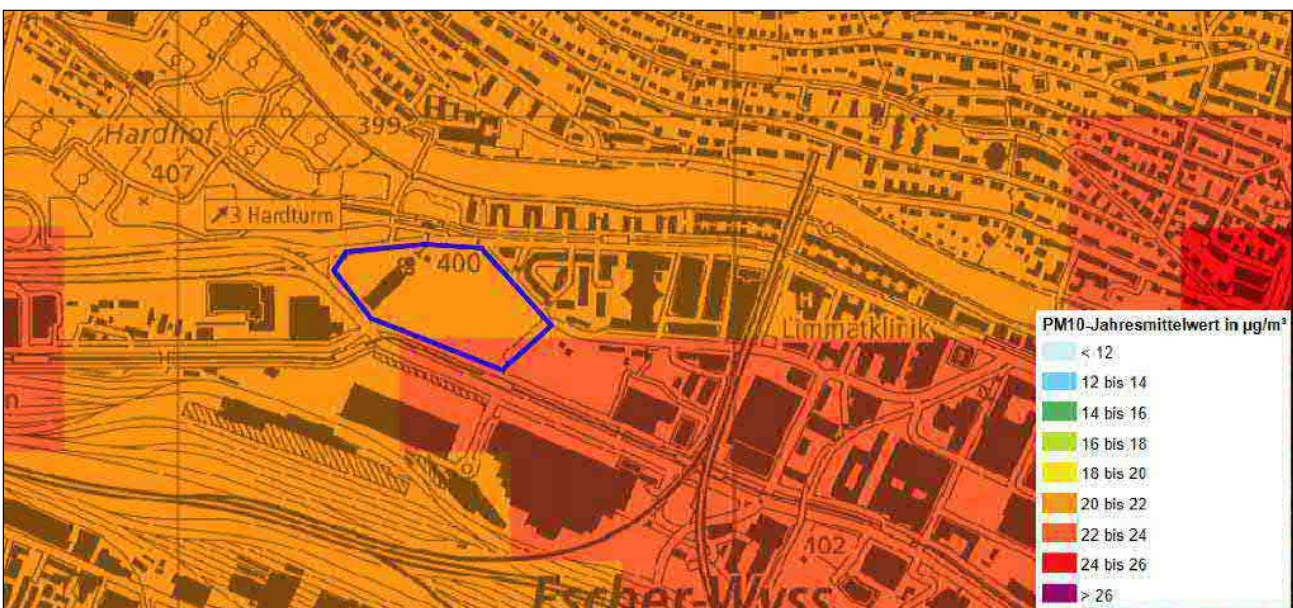 Hardhof
399
407
3 Hardturm
400
Limmatklinik
PM10-Jahresmittelwert in µg/m³
< 12
12 bis 14
14 bis 16
16 bis 18
18 bis 20
20 bis 22
22 bis 24
24 bis 26
> 26
n
402
Escher-Wyss